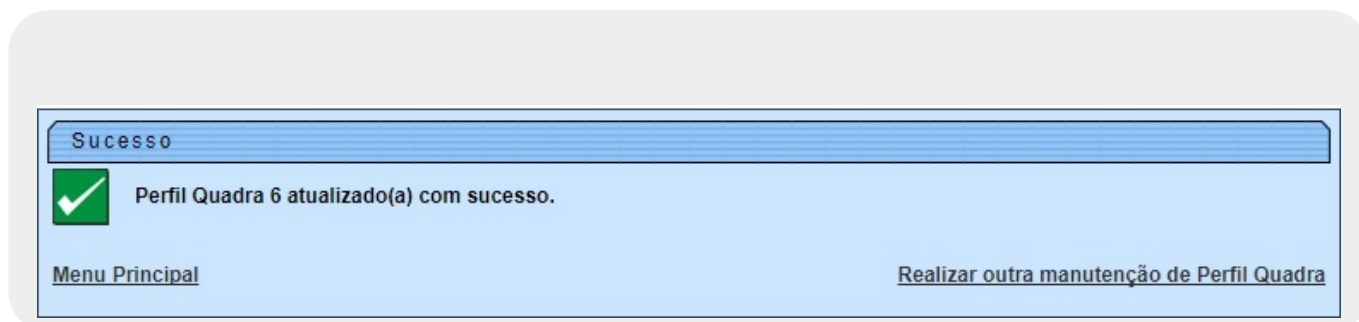 Sucesso
Perfil Quadra 6 atualizado(a) com sucesso.
Menu Principal Realizar outra manutenção de Perfil Quadra